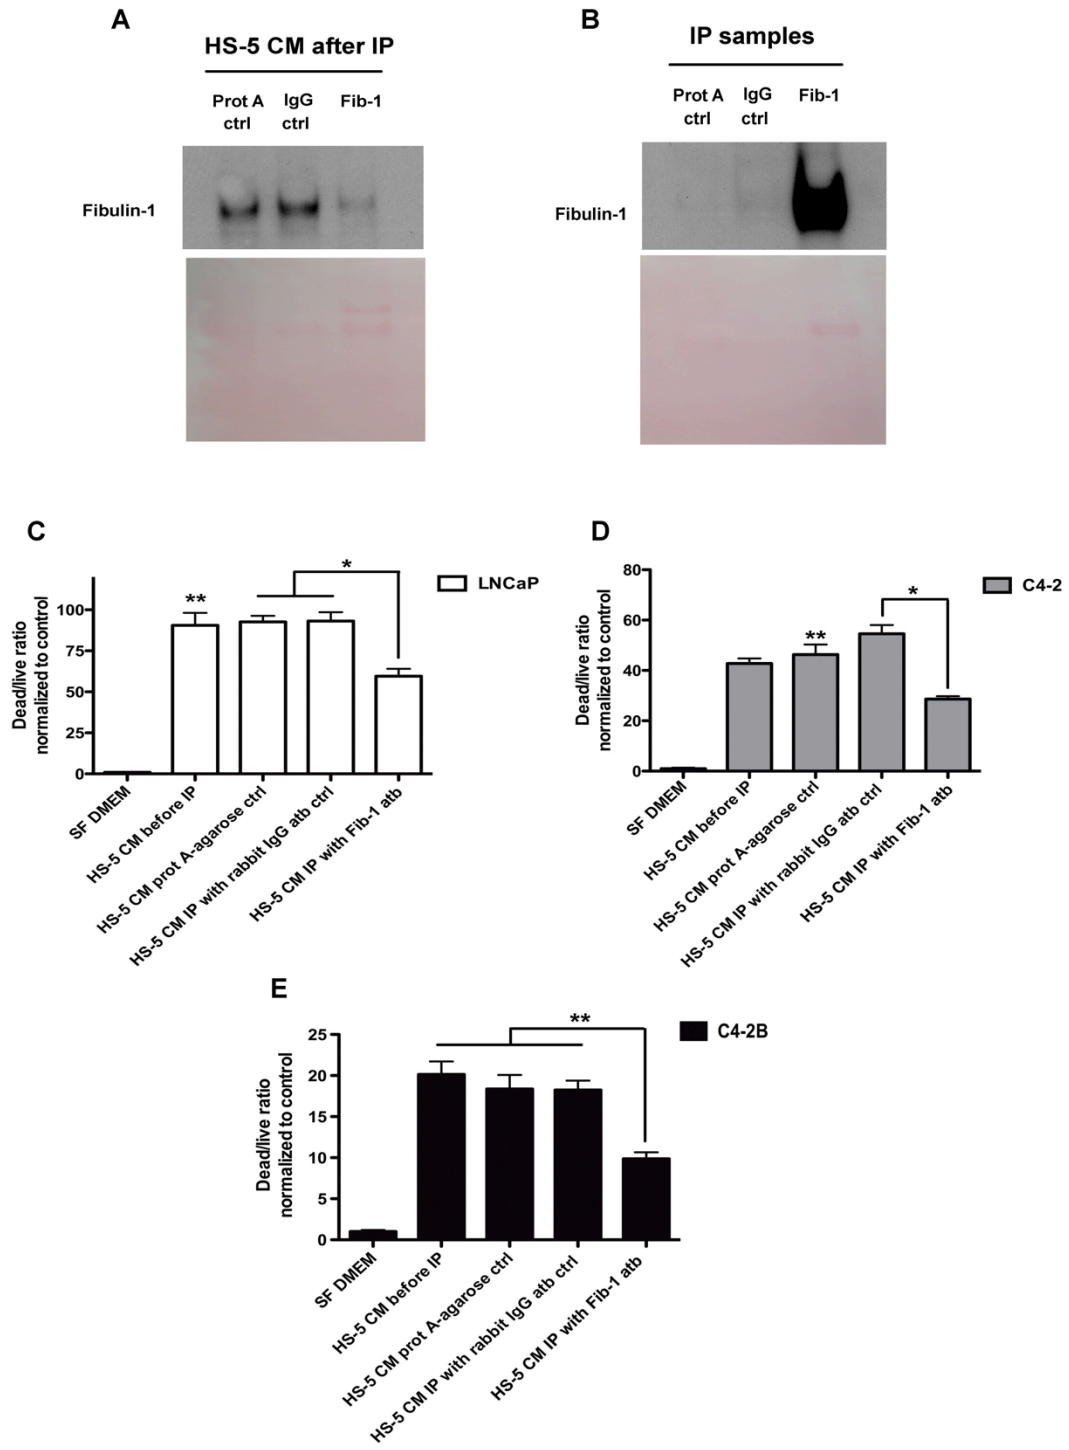 A
HS-5 CM after IP
Prot A
ctrl
IgG
ctrl
Fib-1
Fibulin-1
B
IP samples
Prot A
ctrl
IgG
ctrl
Fib-1
Fibulin-1
C
Dead/live ratio
normalized to control
100
75
50
25
0
**
*
LNCaP
SF DMEM
HS-5 CM before IP
HS-5 CM prot A-agarose ctrl
HS-5 CM IP with rabbit IgG atb ctrl
HS-5 CM IP with Fib-1 atb
D
Dead/live ratio
normalized to control
80
60
40
20
0
**
*
C4-2
SF DMEM
HS-5 CM before IP
HS-5 CM prot A-agarose ctrl
HS-5 CM IP with rabbit IgG atb ctrl
HS-5 CM IP with Fib-1 atb
E
Dead/live ratio
normalized to control
25
20
15
10
5
0
**
C4-2B
SF DMEM
HS-5 CM before IP
HS-5 CM prot A-agarose ctrl
HS-5 CM IP with rabbit IgG atb ctrl
HS-5 CM IP with Fib-1 atb